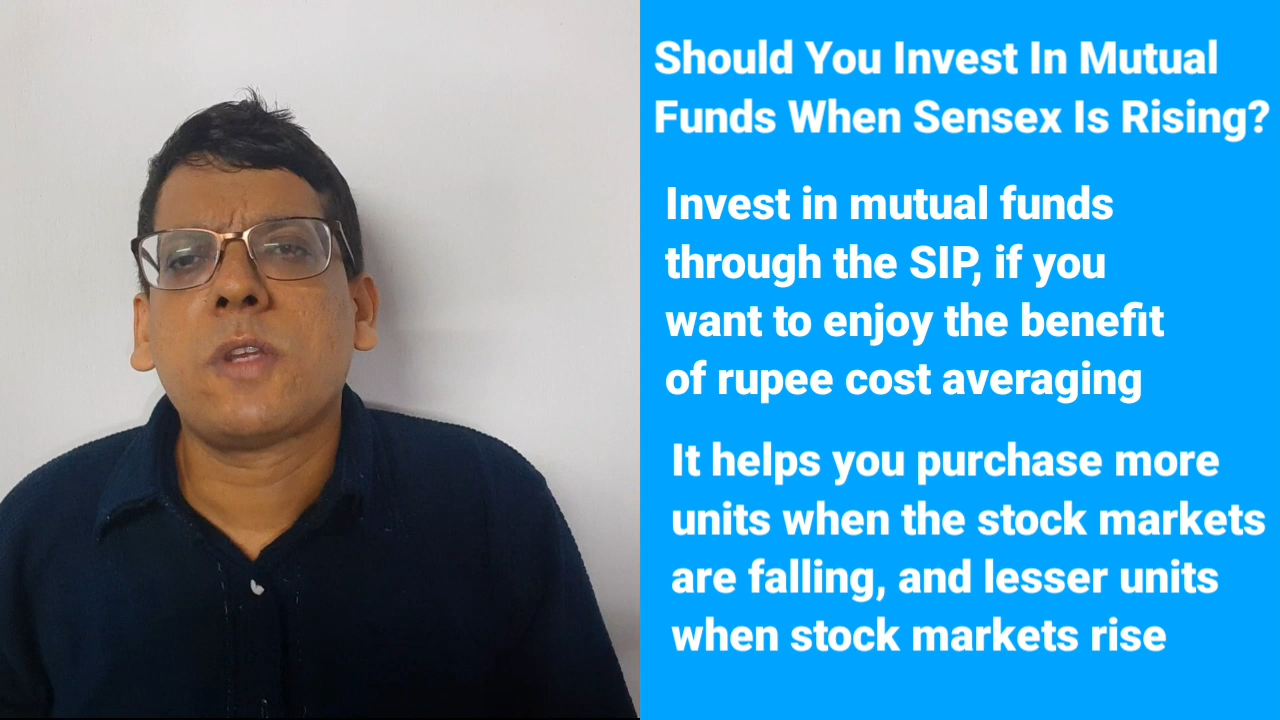 Should You Invest In Mutual
Funds When Sensex Is Rising?
Invest in mutual funds
through the SIP, if you
want to enjoy the benefit
of rupee cost averaging
It helps you purchase more
units when the stock markets
are falling, and lesser units
when stock markets rise